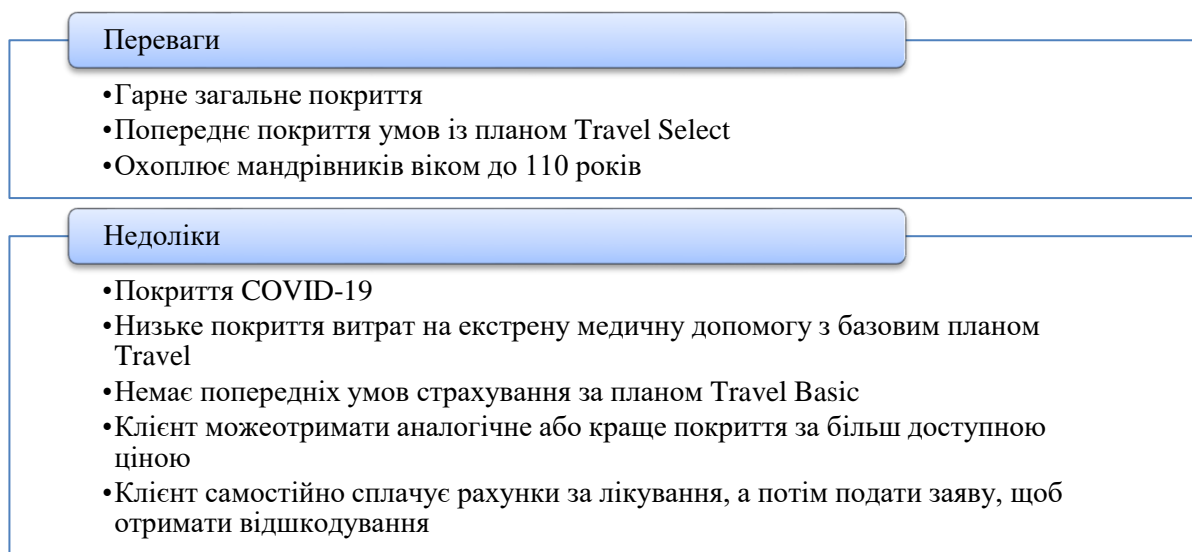 Переваги
•Гарне загальне покриття
•Попереднє покриття умов із планом Travel Select
•Охоплює мандрівників віком до 110 років
Недоліки
•Покриття COVID-19
•Низьке покриття витрат на екстрену медичну допомогу з базовим планом
Travel
•Немає попередніх умов страхування за планом Travel Basic
•Клієнт можеотримати аналогічне або краще покриття за більш доступною
ціною
•Клієнт самостійно сплачує рахунки за лікування, а потім подати заяву, щоб
отримати відшкодування